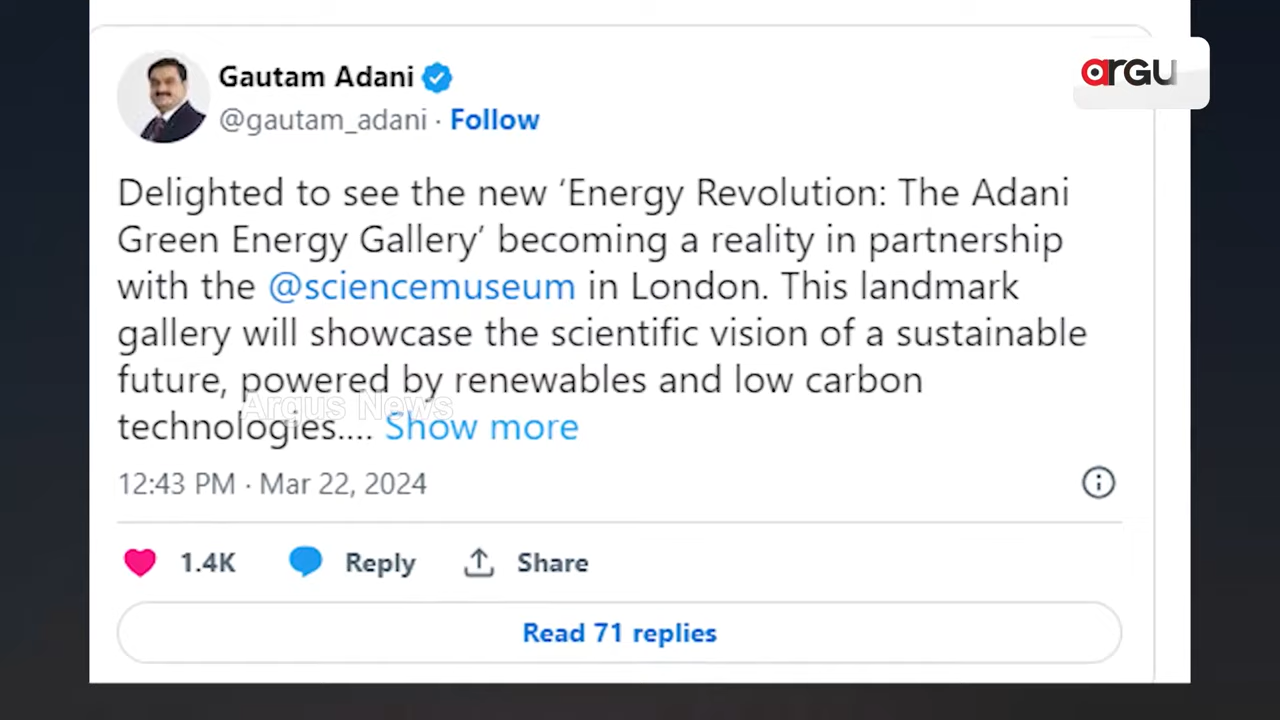 Gautam Adani
@gautam_adani · Follow
Delighted to see the new ‘Energy Revolution: The Adani
Green Energy Gallery’ becoming a reality in partnership
with the @sciencemuseum in London. This landmark
gallery will showcase the scientific vision of a sustainable
future, powered by renewables and low carbon
technologies.... Show more
12:43 PM · Mar 22, 2024
1.4K Reply Share
Read 71 replies
argu
Argus News